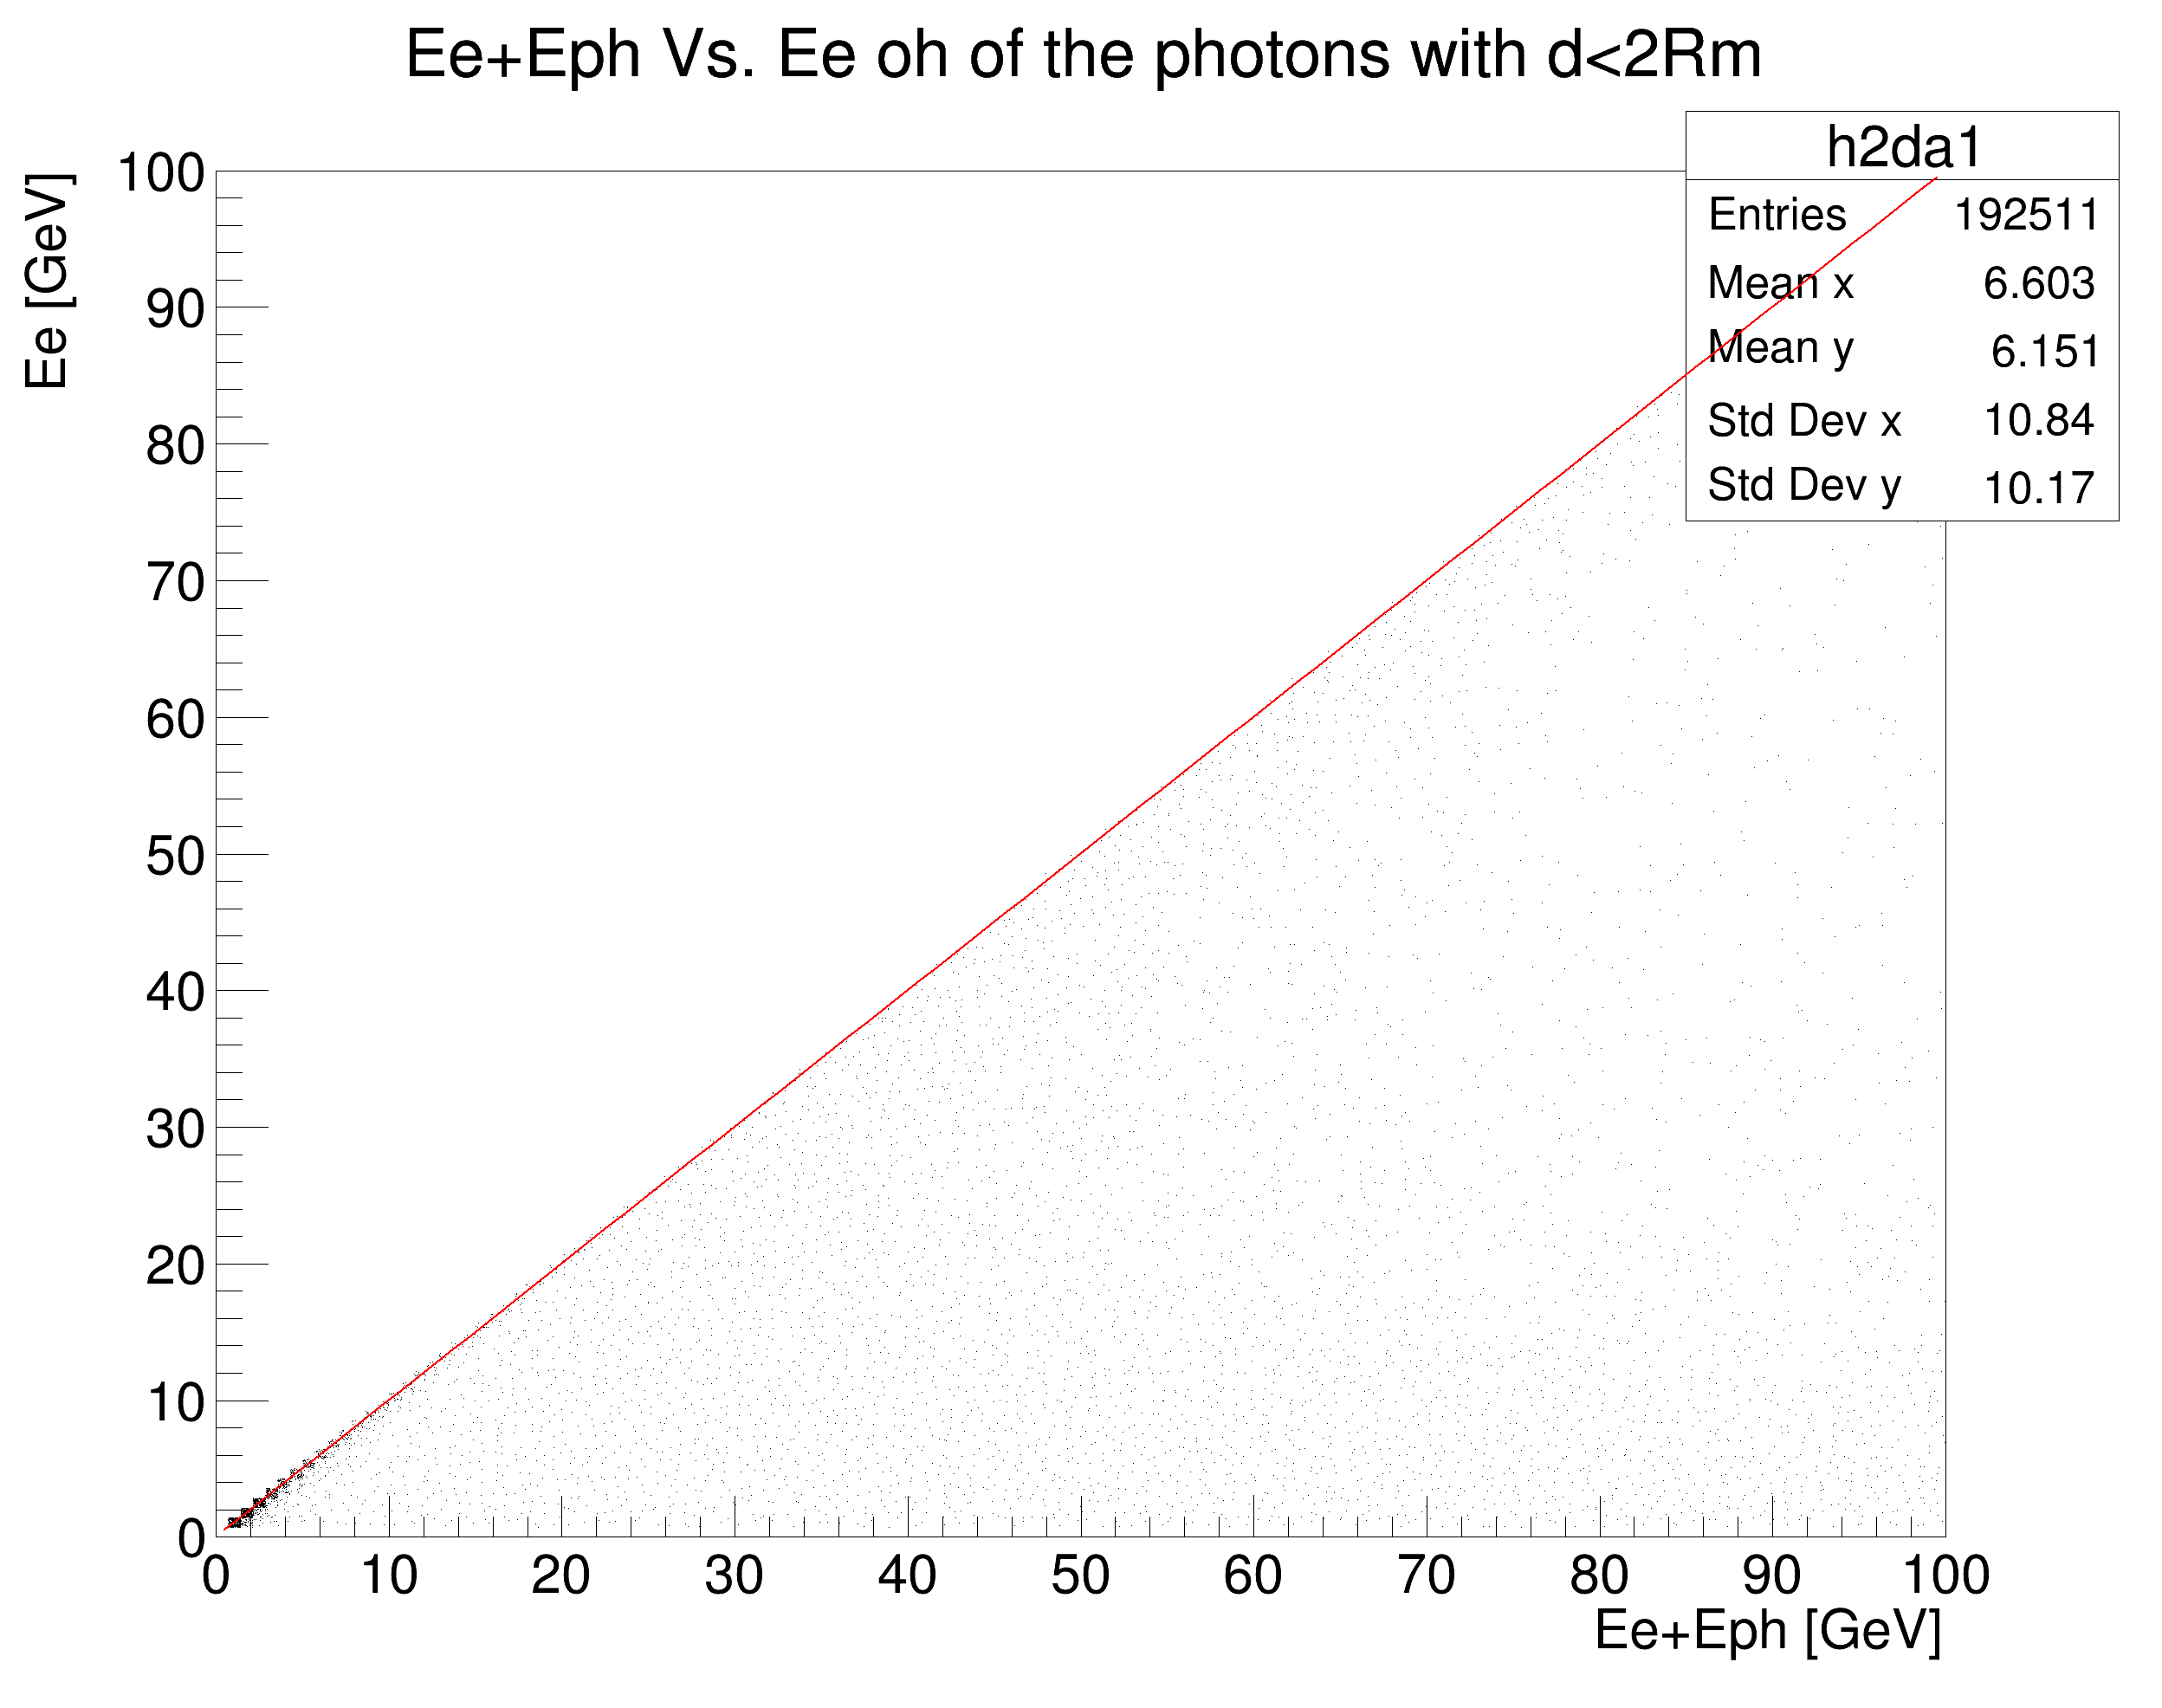 Ee+Eph Vs. Ee oh of the photons with d<2Rm
h2da1
Entries 192511
Mean x 6.603
Mean y 6.151
Std Dev x 10.84
Std Dev y 10.17
Ee [GeV]
100
90
80
70
60
50
40
30
20
10
0
0 10 20 30 40 50 60 70 80 90 100
Ee+Eph [GeV]